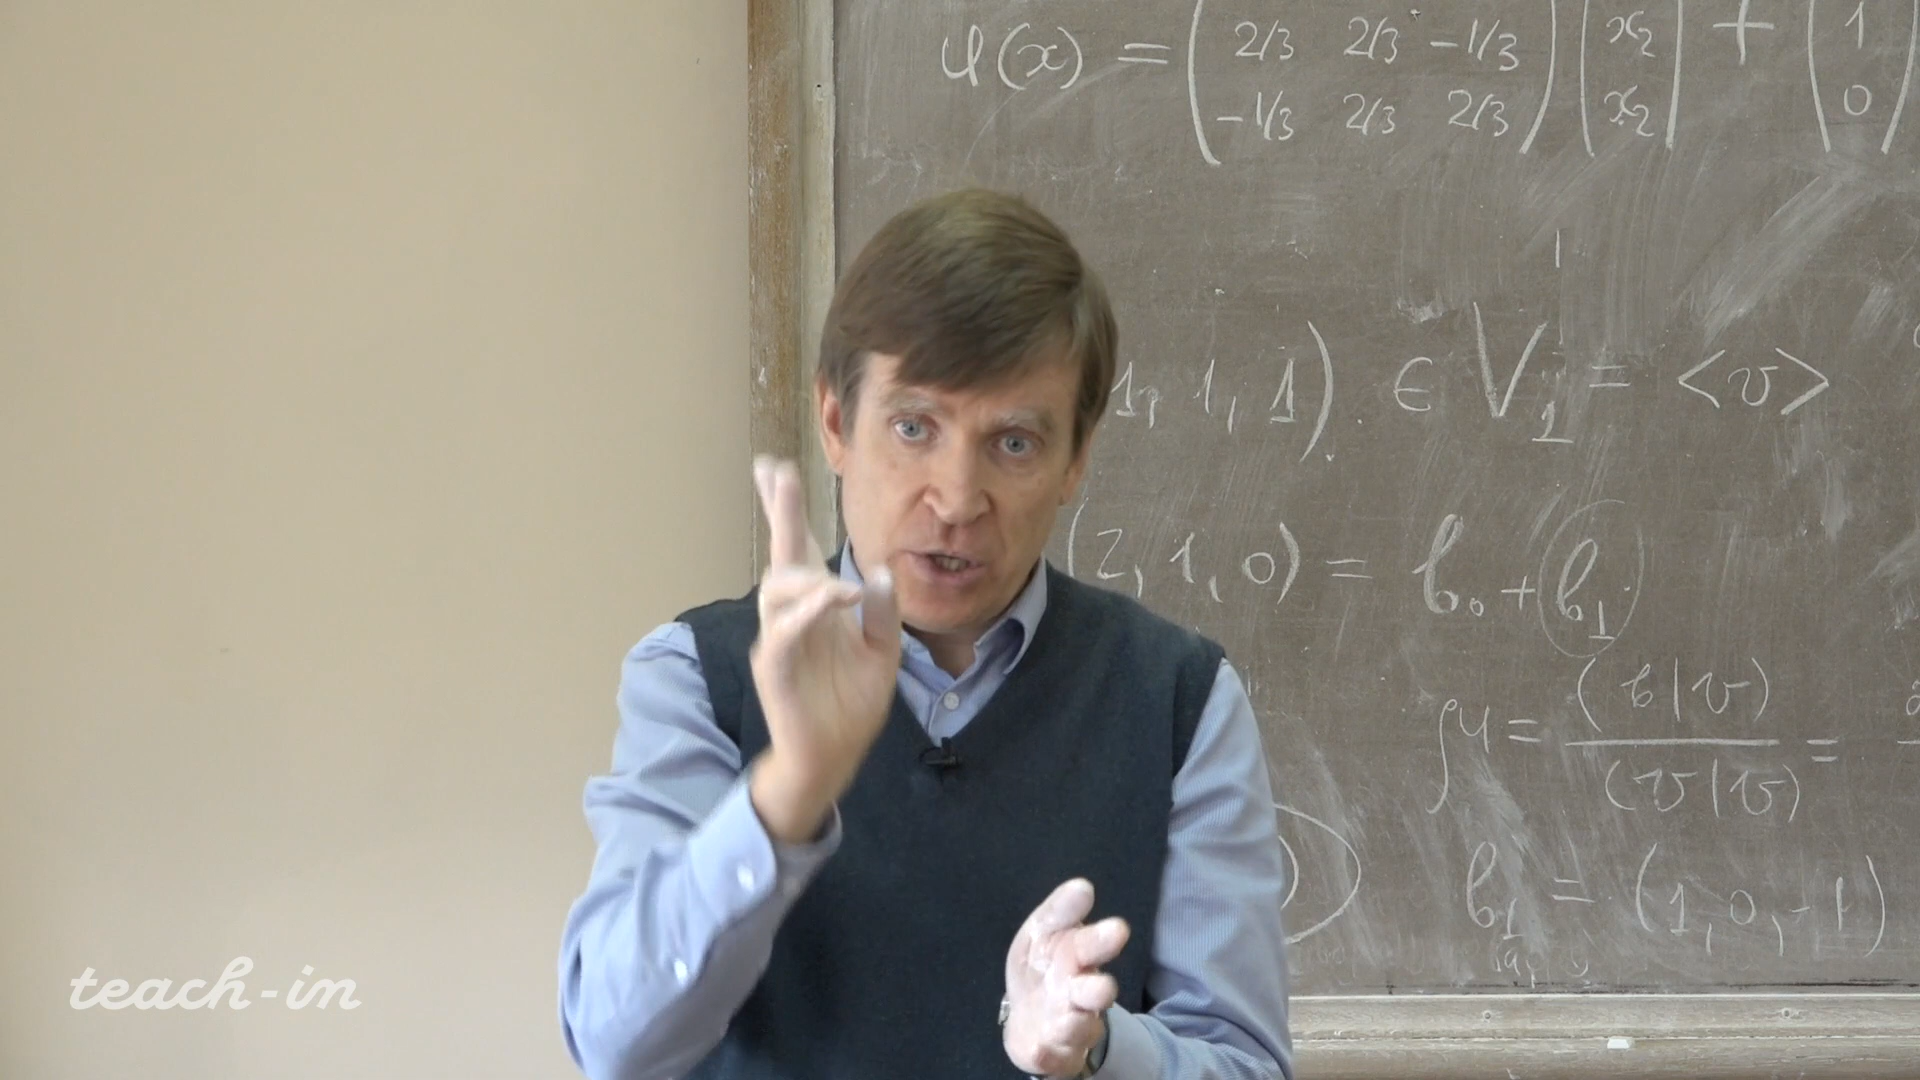 φ(x) = ( 2/3 2/3 -1/3 ) ( x₂ ) + ( 1 )
( -1/3 2/3 2/3 ) ( x₂ ) ( 0 )
1, 1, 1) ∈ V₁ = <v>
(2, 1, 0) = b₀ + b₁
μ = (b|v) / (v|v) =
b₁ = (1, 0, -1)
teach-in